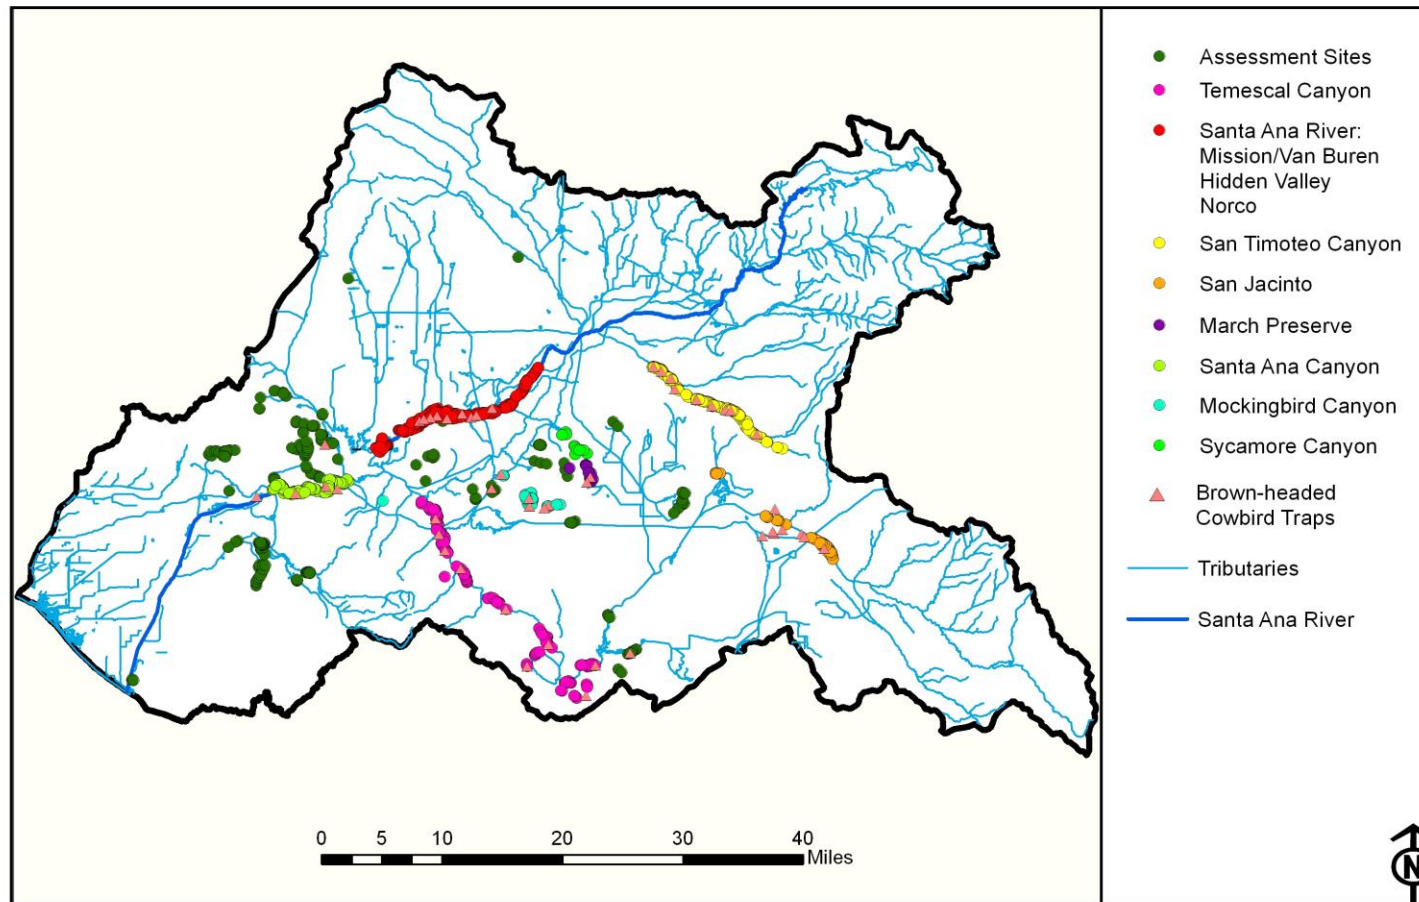 Assessment Sites
Temescal Canyon
Santa Ana River:
Mission/Van Buren
Hidden Valley
Norco
San Timoteo Canyon
San Jacinto
March Preserve
Santa Ana Canyon
Mockingbird Canyon
Sycamore Canyon
Brown-headed
Cowbird Traps
Tributaries
Santa Ana River
0 5 10 20 30 40
Miles
N